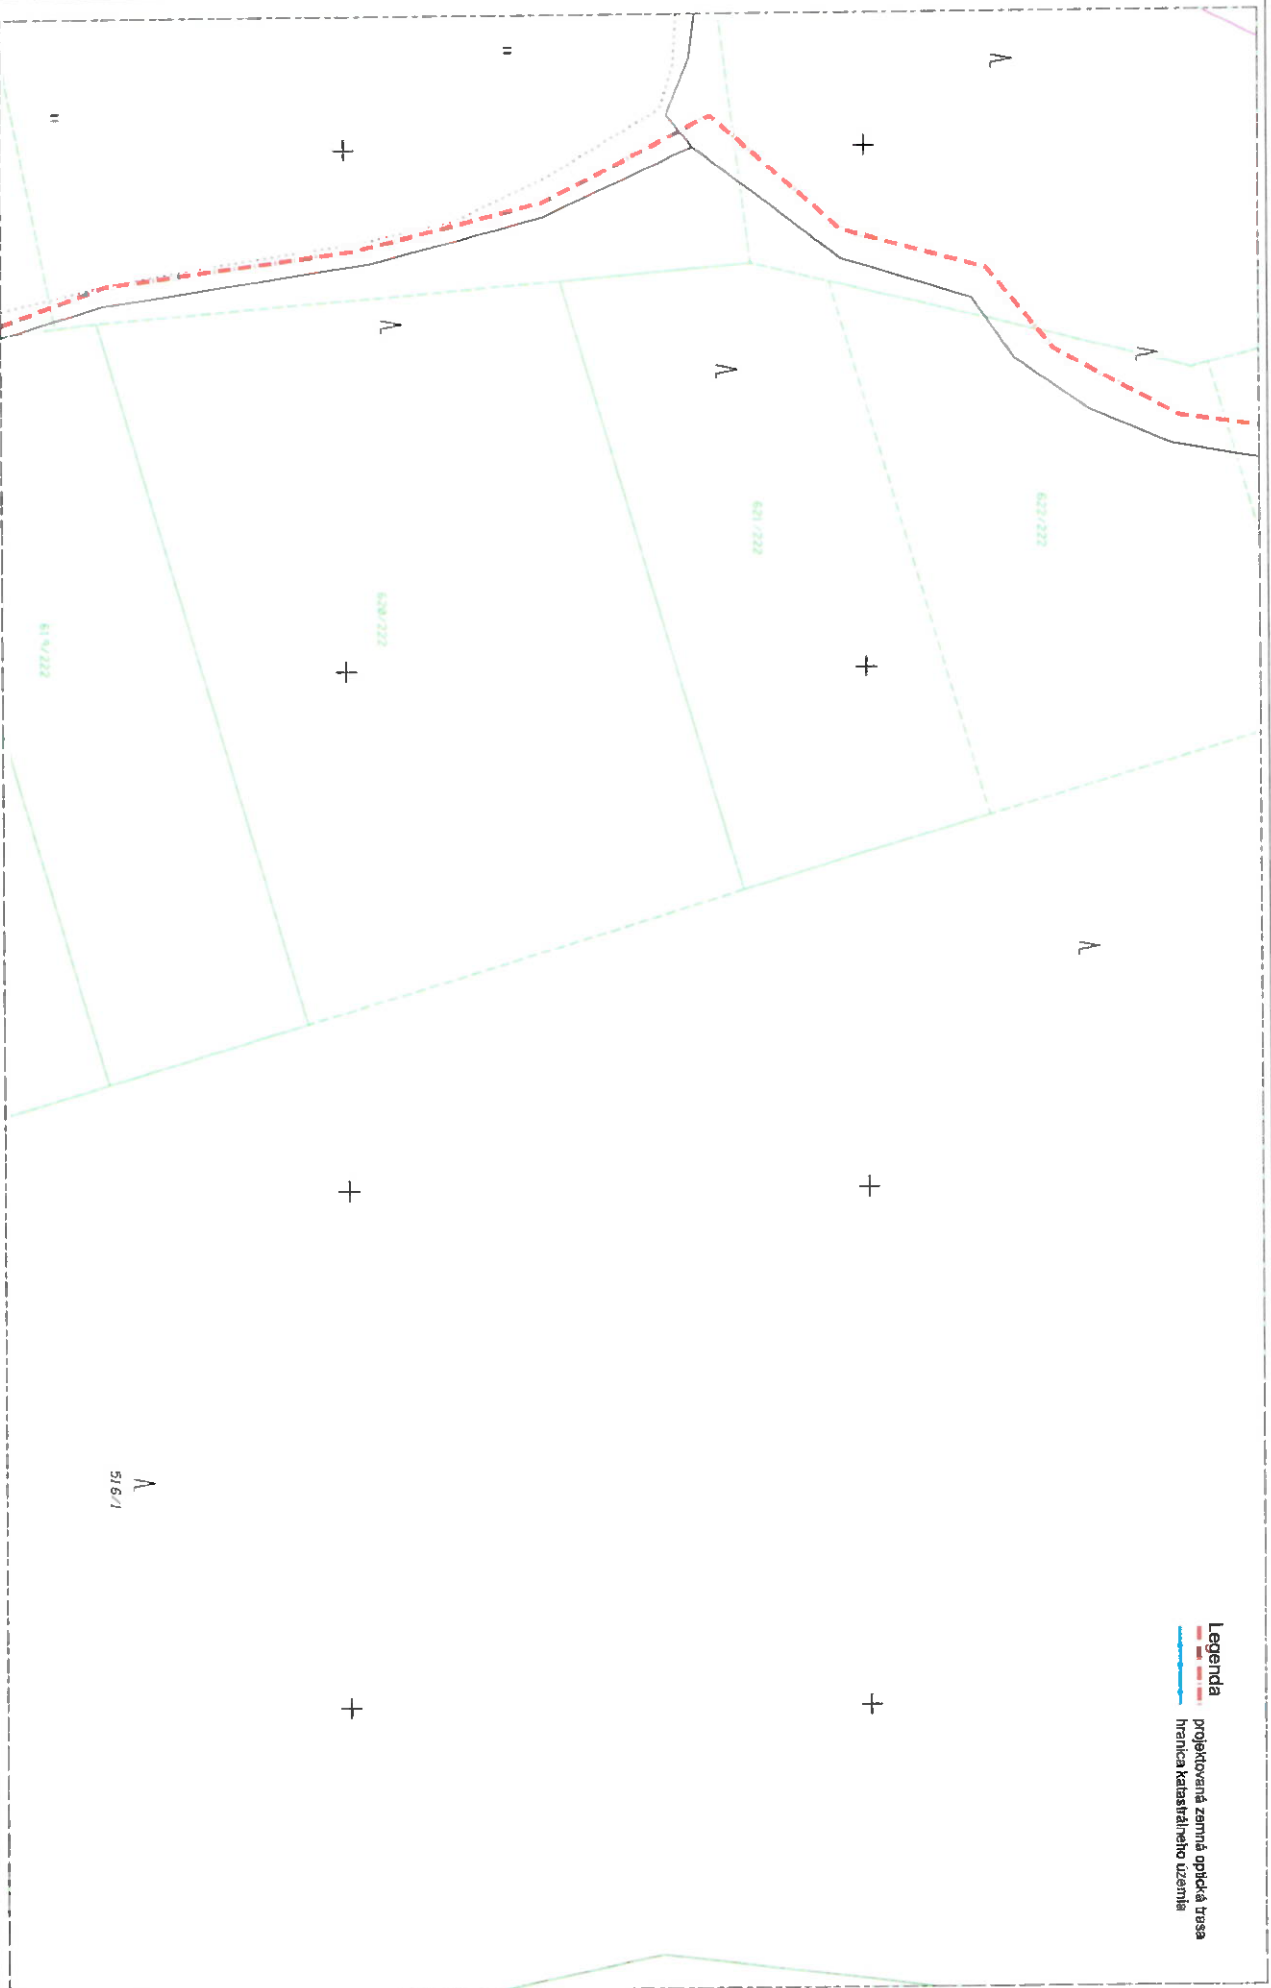 Legenda
projektovaná zemná optická trasa
hranica katastrálneho územia
622/222
621/222
620/222
619/222
516/1